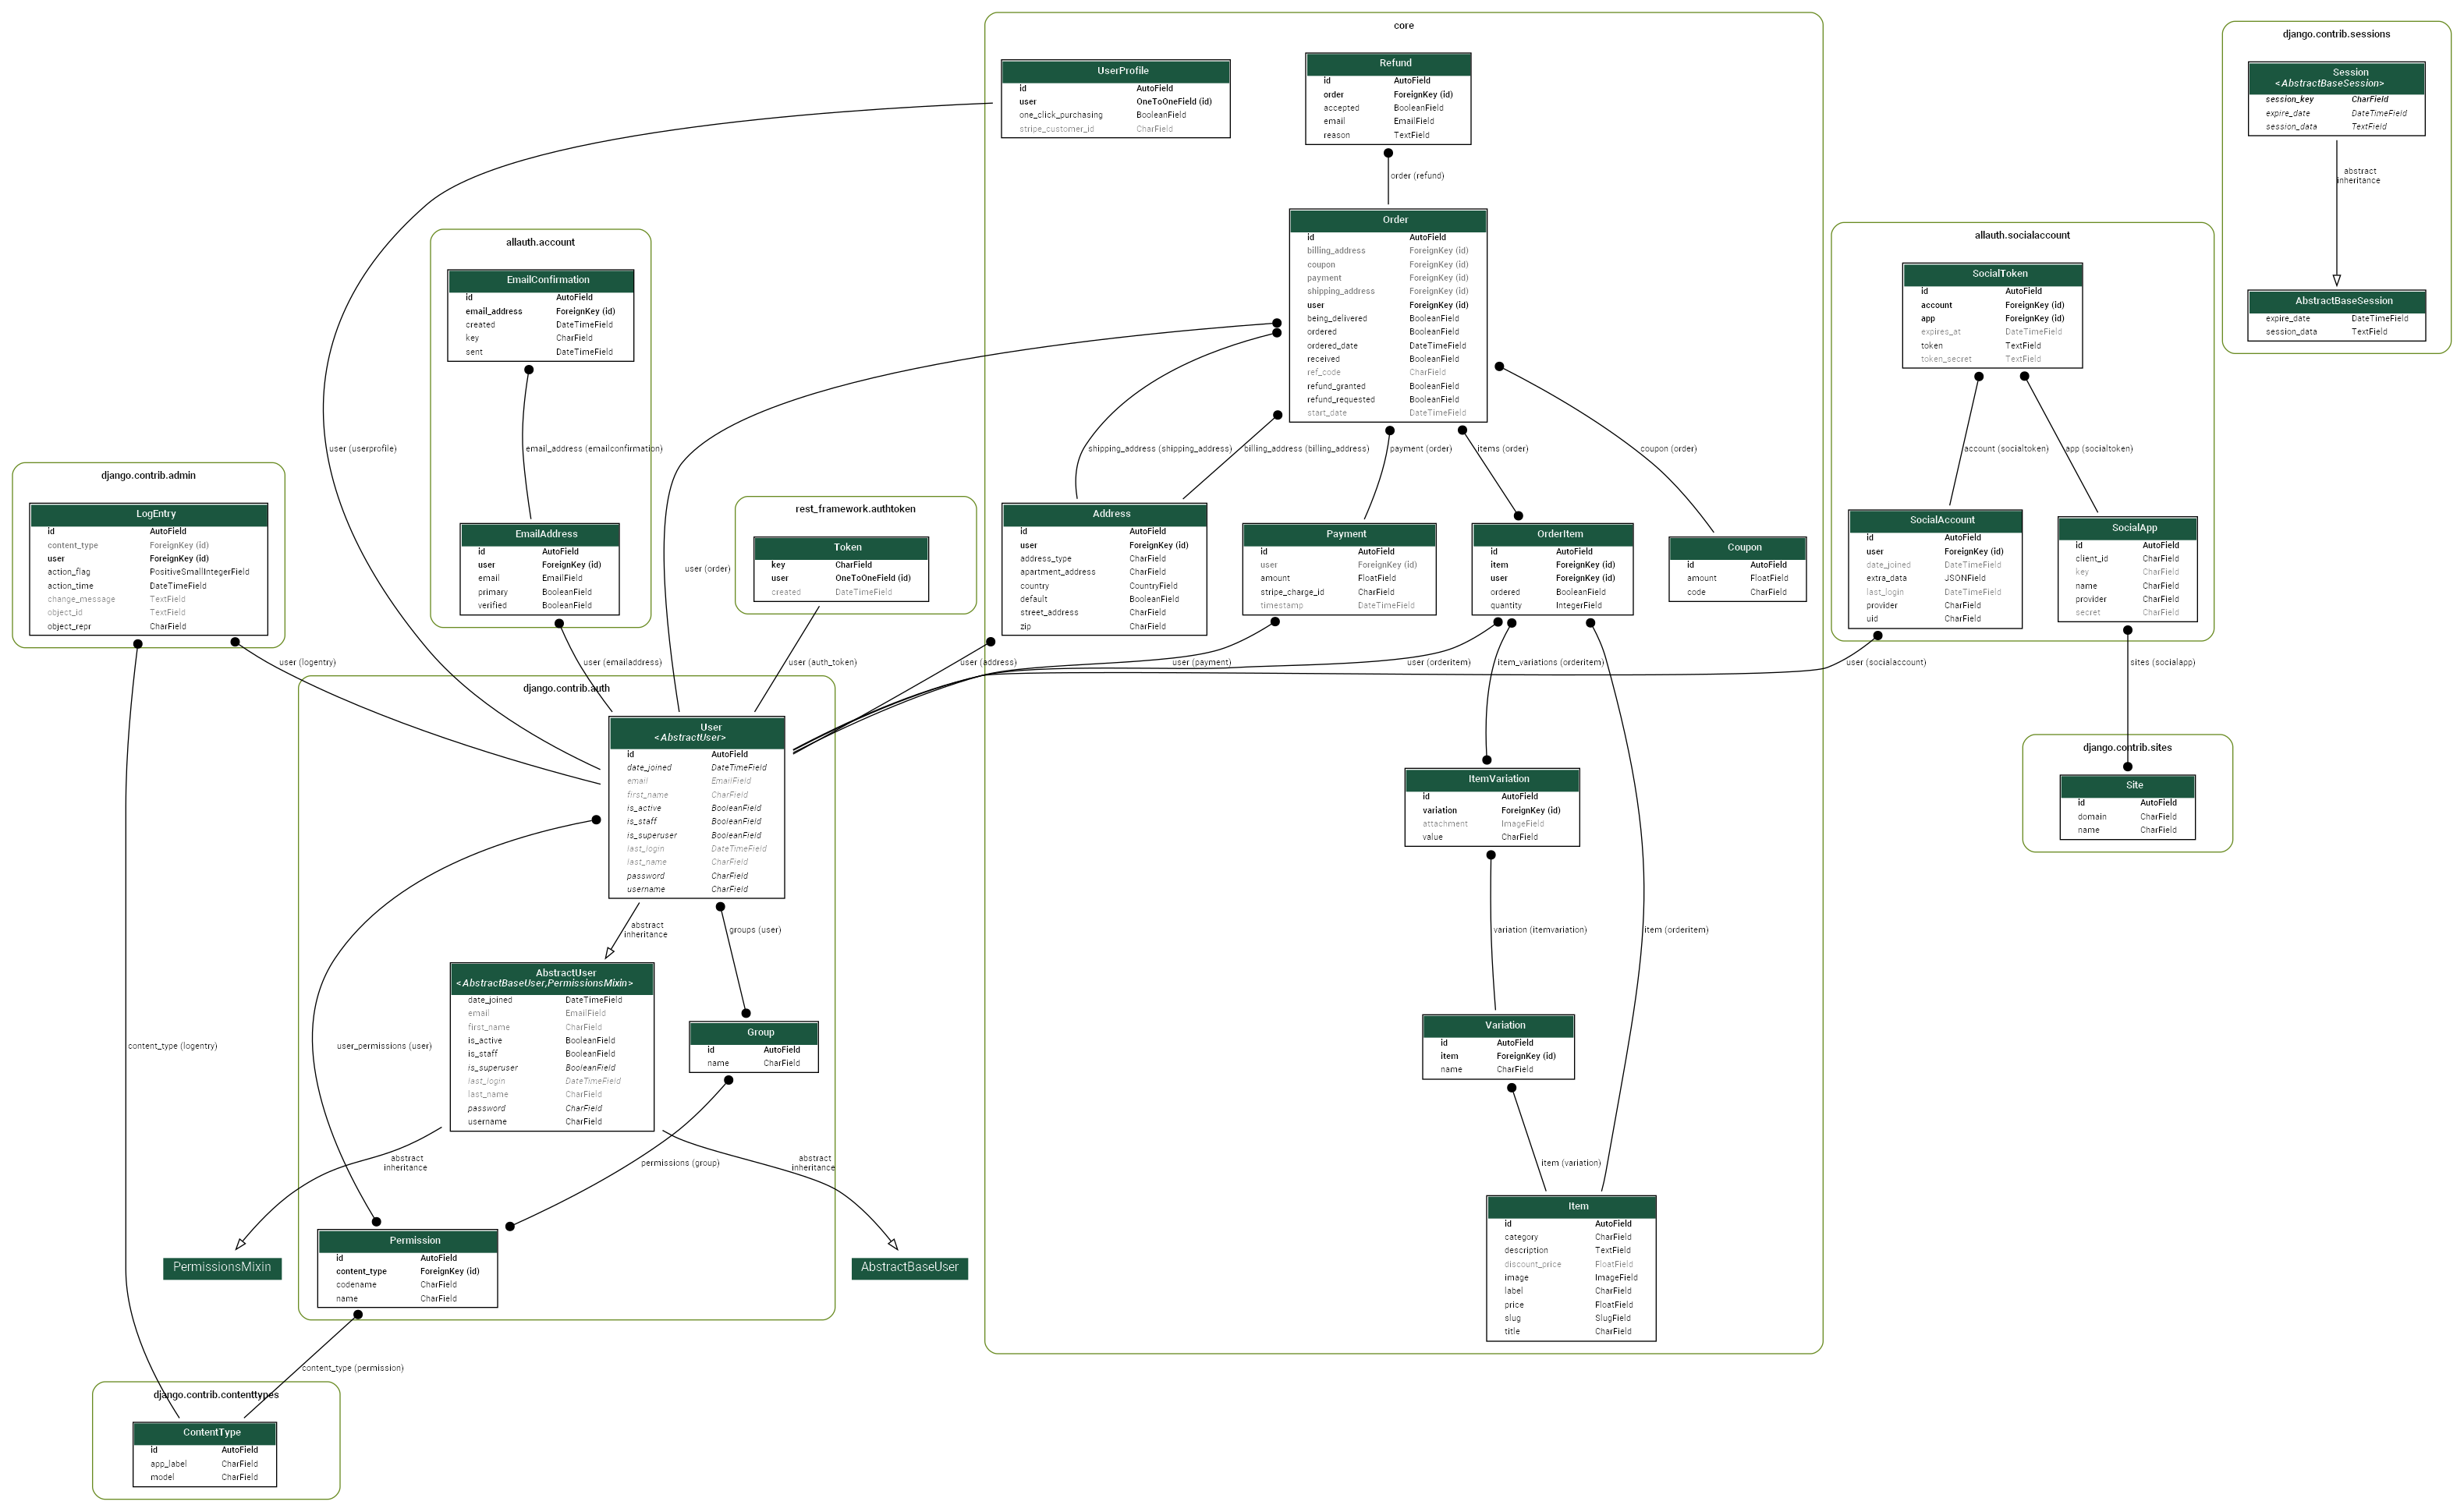 core
UserProfile
id AutoField
user OneToOneField (id)
one_click_purchasing BooleanField
stripe_customer_id CharField
Refund
id AutoField
order ForeignKey (id)
accepted BooleanField
email EmailField
reason TextField
order (refund)
Order
id AutoField
billing_address ForeignKey (id)
coupon ForeignKey (id)
payment ForeignKey (id)
shipping_address ForeignKey (id)
user ForeignKey (id)
being_delivered BooleanField
ordered BooleanField
ordered_date DateTimeField
received BooleanField
ref_code CharField
refund_granted BooleanField
refund_requested BooleanField
start_date DateTimeField
shipping_address (shipping_address)
billing_address (billing_address)
payment (order)
items (order)
coupon (order)
Address
id AutoField
user ForeignKey (id)
address_type CharField
apartment_address CharField
country CountryField
default BooleanField
street_address CharField
zip CharField
Payment
id AutoField
user ForeignKey (id)
amount FloatField
stripe_charge_id CharField
timestamp DateTimeField
OrderItem
id AutoField
item ForeignKey (id)
user ForeignKey (id)
ordered BooleanField
quantity IntegerField
Coupon
id AutoField
amount FloatField
code CharField
user (address)
user (payment)
user (orderitem)
item_variations (orderitem)
ItemVariation
id AutoField
variation ForeignKey (id)
attachment ImageField
value CharField
variation (itemvariation)
item (orderitem)
Variation
id AutoField
item ForeignKey (id)
name CharField
item (variation)
Item
id AutoField
category CharField
description TextField
discount_price FloatField
image ImageField
label CharField
price FloatField
slug SlugField
title CharField
django.contrib.sessions
Session
<AbstractBaseSession>
session_key CharField
expire_date DateTimeField
session_data TextField
abstract
inheritance
AbstractBaseSession
expire_date DateTimeField
session_data TextField
allauth.socialaccount
SocialToken
id AutoField
account ForeignKey (id)
app ForeignKey (id)
expires_at DateTimeField
token TextField
token_secret TextField
account (socialtoken)
app (socialtoken)
SocialAccount
id AutoField
user ForeignKey (id)
date_joined DateTimeField
extra_data JSONField
last_login DateTimeField
provider CharField
uid CharField
SocialApp
id AutoField
client_id CharField
key CharField
name CharField
provider CharField
secret CharField
user (socialaccount)
sites (socialapp)
django.contrib.sites
Site
id AutoField
domain CharField
name CharField
allauth.account
EmailConfirmation
id AutoField
email_address ForeignKey (id)
created DateTimeField
key CharField
sent DateTimeField
email_address (emailconfirmation)
EmailAddress
id AutoField
user ForeignKey (id)
email EmailField
primary BooleanField
verified BooleanField
user (userprofile)
user (order)
rest_framework.authtoken
Token
key CharField
user OneToOneField (id)
created DateTimeField
django.contrib.admin
LogEntry
id AutoField
content_type ForeignKey (id)
user ForeignKey (id)
action_flag PositiveSmallIntegerField
action_time DateTimeField
change_message TextField
object_id TextField
object_repr CharField
user (logentry)
user (emailaddress)
user (auth_token)
django.contrib.auth
User
<AbstractUser>
id AutoField
date_joined DateTimeField
email EmailField
first_name CharField
is_active BooleanField
is_staff BooleanField
is_superuser BooleanField
last_login DateTimeField
last_name CharField
password CharField
username CharField
abstract
inheritance
groups (user)
AbstractUser
<AbstractBaseUser,PermissionsMixin>
date_joined DateTimeField
email EmailField
first_name CharField
is_active BooleanField
is_staff BooleanField
is_superuser BooleanField
last_login DateTimeField
last_name CharField
password CharField
username CharField
Group
id AutoField
name CharField
content_type (logentry)
user_permissions (user)
abstract
inheritance
permissions (group)
abstract
inheritance
PermissionsMixin
Permission
id AutoField
content_type ForeignKey (id)
codename CharField
name CharField
AbstractBaseUser
content_type (permission)
django.contrib.contenttypes
ContentType
id AutoField
app_label CharField
model CharField